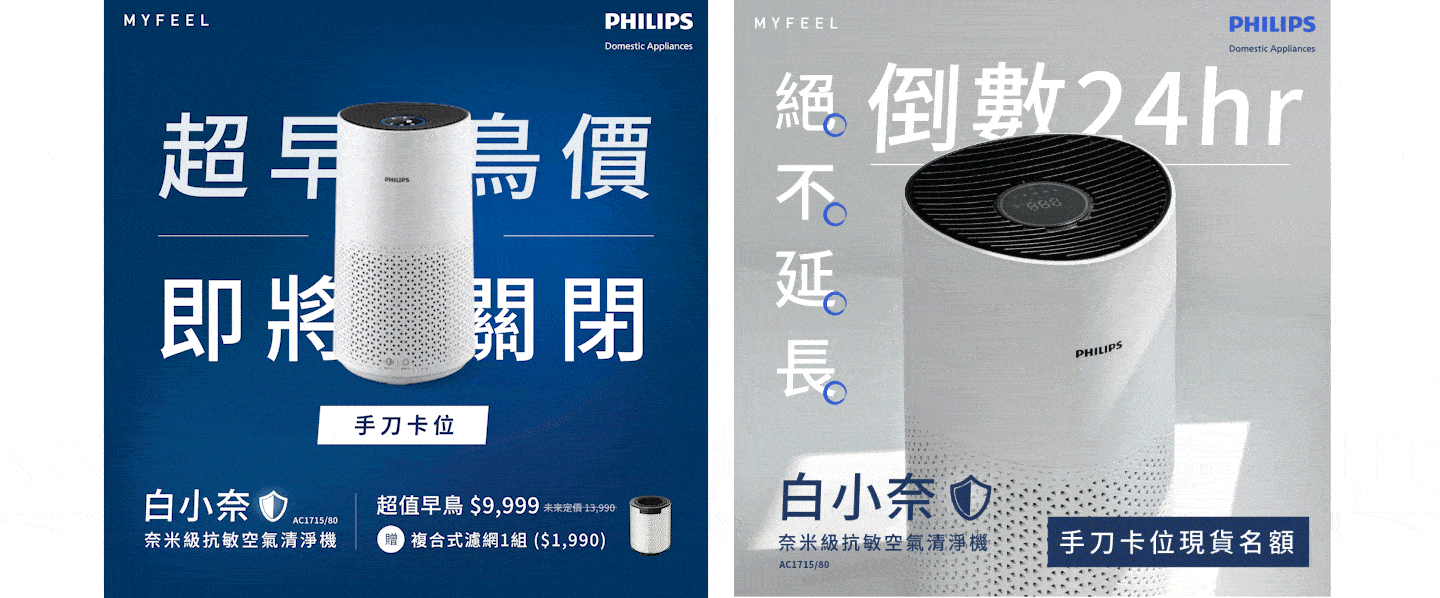 MYFEEL
PHILIPS
Domestic Appliances
超早鳥價
PHILIPS
即將關閉
手刀卡位
白小奈
AC1715/80
奈米級抗敏空氣清淨機
超值早鳥 $9,999 未來定價 13,990
贈 複合式濾網1組 ($1,990)
MYFEEL
PHILIPS
Domestic Appliances
倒數24hr
絕不延長
PHILIPS
白小奈
奈米級抗敏空氣清淨機
AC1715/80
手刀卡位現貨名額